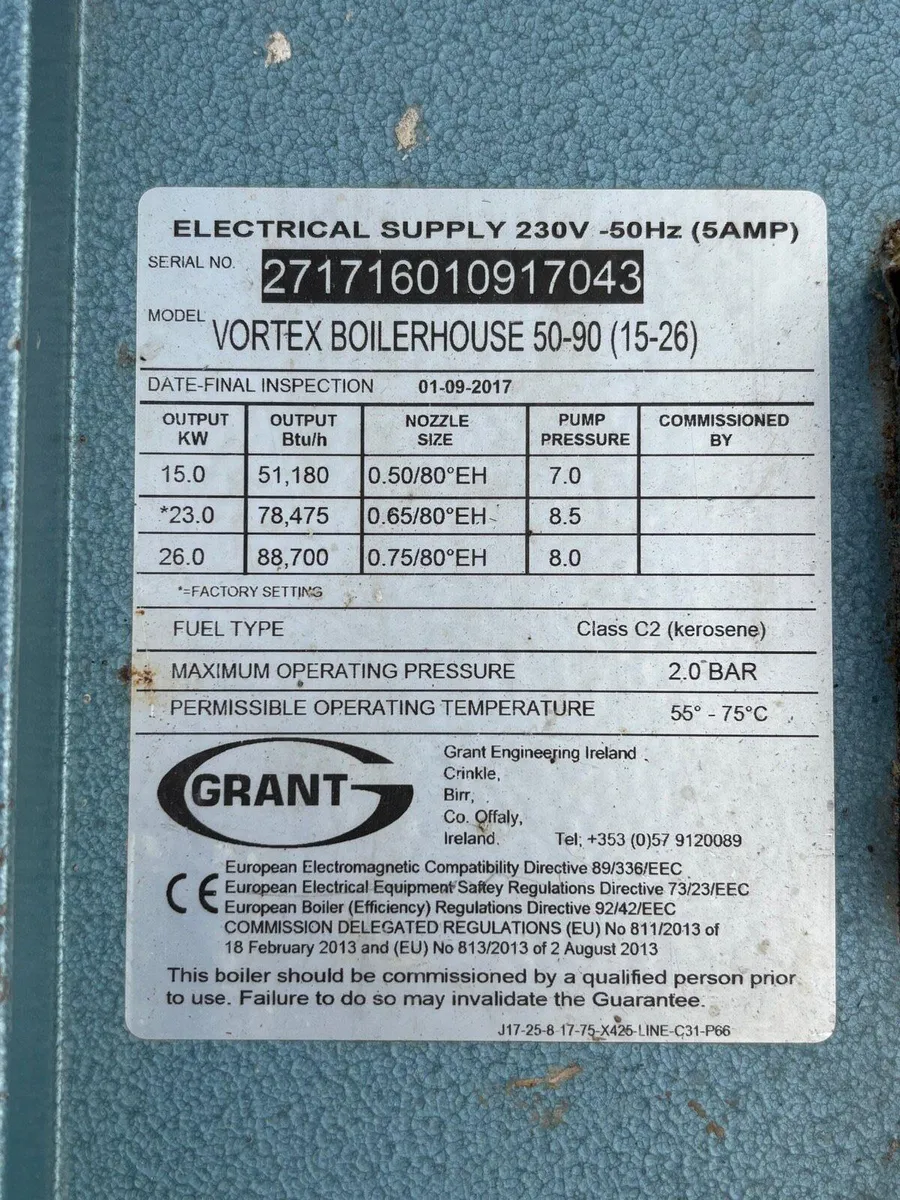 ELECTRICAL SUPPLY 230V -50Hz (5AMP)
SERIAL NO. 271716010917043
MODEL VORTEX BOILERHOUSE 50-90 (15-26)
DATE-FINAL INSPECTION 01-09-2017
OUTPUT KW OUTPUT Btu/h NOZZLE SIZE PUMP PRESSURE COMMISSIONED BY
15.0 51,180 0.50/80°EH 7.0
*23.0 78,475 0.65/80°EH 8.5
26.0 88,700 0.75/80°EH 8.0
*=FACTORY SETTING
FUEL TYPE Class C2 (kerosene)
MAXIMUM OPERATING PRESSURE 2.0 BAR
PERMISSIBLE OPERATING TEMPERATURE 55° - 75°C
GRANT
Grant Engineering Ireland
Crinkle,
Birr,
Co. Offaly,
Ireland. Tel; +353 (0)57 9120089
CE
European Electromagnetic Compatibility Directive 89/336/EEC
European Electrical Equipment Saftey Regulations Directive 73/23/EEC
European Boiler (Efficiency) Regulations Directive 92/42/EEC
COMMISSION DELEGATED REGULATIONS (EU) No 811/2013 of
18 February 2013 and (EU) No 813/2013 of 2 August 2013
This boiler should be commissioned by a qualified person prior
to use. Failure to do so may invalidate the Guarantee.
J17-25-8-17-75-X426-LINE-C31-P66